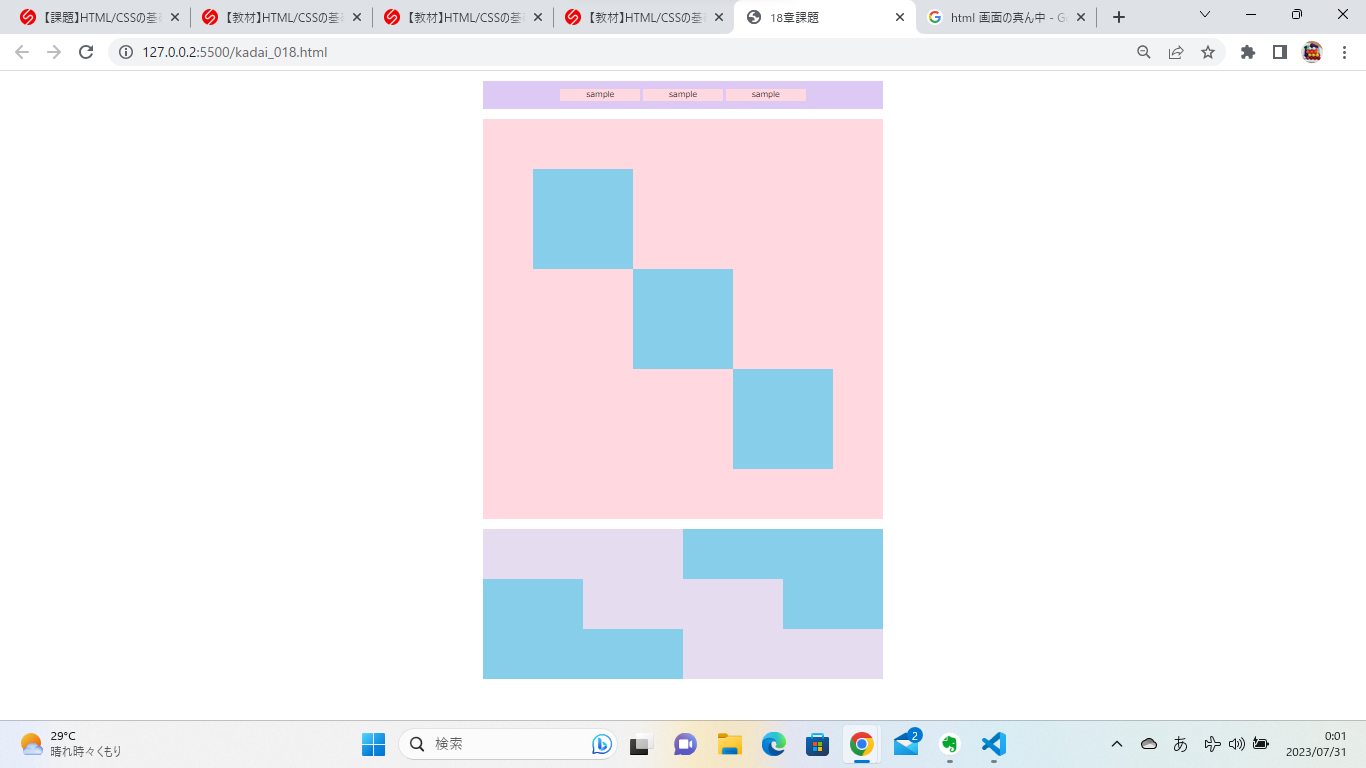 【課題】HTML/CSSの基
【教材】HTML/CSSの基
【教材】HTML/CSSの基
【教材】HTML/CSSの基
18章課題
html 画面の真ん中 - G
127.0.0.2:5500/kadai_018.html
sample sample sample
29°C
晴れ時々くもり
検索
2
あ
0:01
2023/07/31